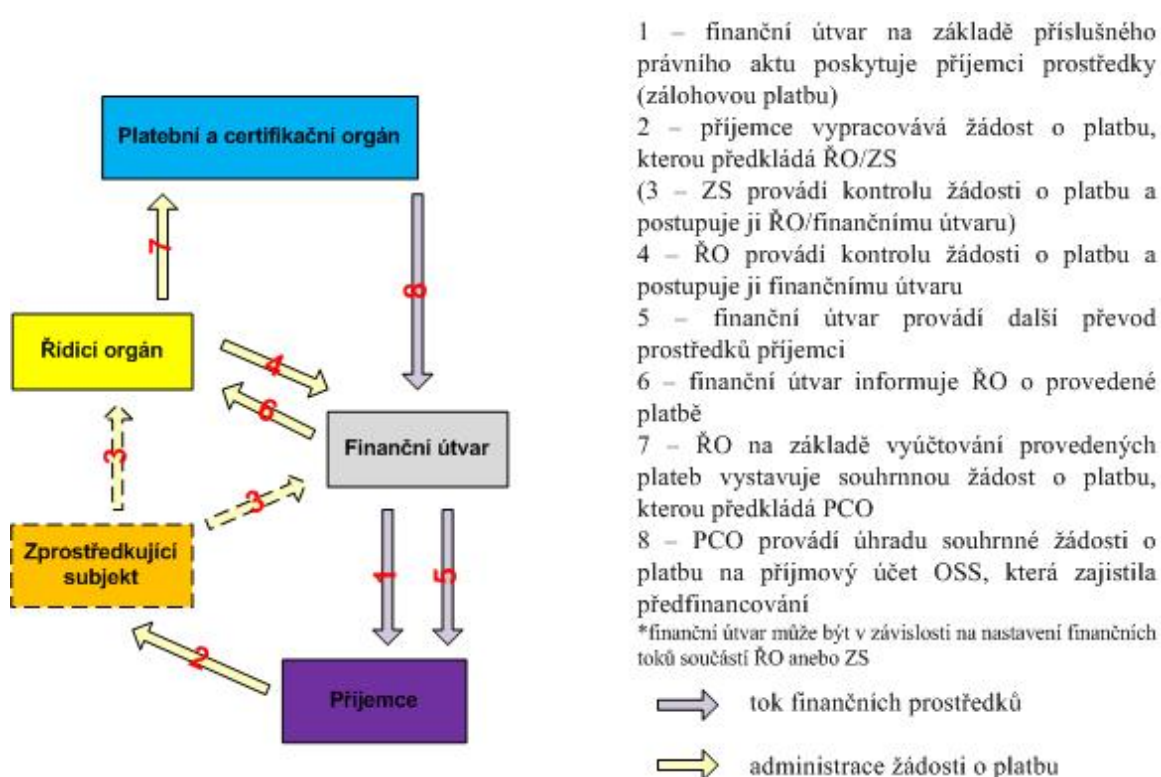 Platební a certifikační orgán
7
8
Řídicí orgán
4
6
Finanční útvar
3
3
Zprostředkující
subjekt
1
5
2
Příjemce
1 – finanční útvar na základě příslušného
právního aktu poskytuje příjemci prostředky
(zálohovou platbu)
2 – příjemce vypracovává žádost o platbu,
kterou předkládá ŘO/ZS
(3 – ZS provádí kontrolu žádosti o platbu a
postupuje ji ŘO/finančnímu útvaru)
4 – ŘO provádí kontrolu žádosti o platbu a
postupuje ji finančnímu útvaru
5 – finanční útvar provádí další převod
prostředků příjemci
6 – finanční útvar informuje ŘO o provedené
platbě
7 – ŘO na základě vyúčtování provedených
plateb vystavuje souhrnnou žádost o platbu,
kterou předkládá PCO
8 – PCO provádí úhradu souhrnné žádosti o
platbu na příjmový účet OSS, která zajistila
předfinancování
*finanční útvar může být v závislosti na nastavení finančních
toků součástí ŘO anebo ZS
tok finančních prostředků
administrace žádosti o platbu